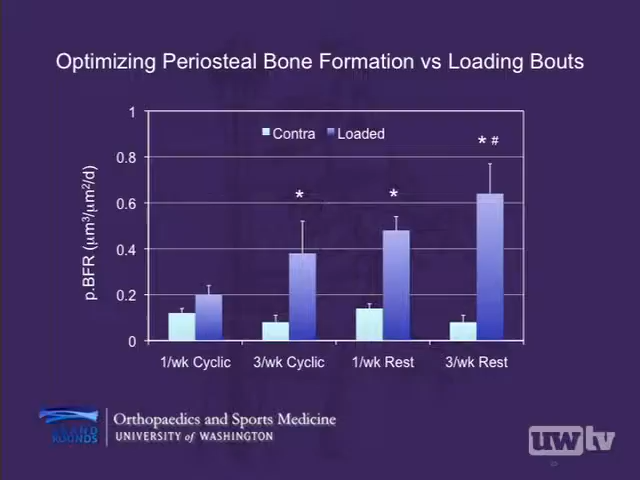 Optimizing Periosteal Bone Formation vs Loading Bouts
1
Contra Loaded
0.8
* #
0.6
* *
p.BFR (μm³/μm²/d)
0.4
0.2
0
1/wk Cyclic 3/wk Cyclic 1/wk Rest 3/wk Rest
GRAND
ROUNDS
Orthopaedics and Sports Medicine
UNIVERSITY of WASHINGTON
uwtv